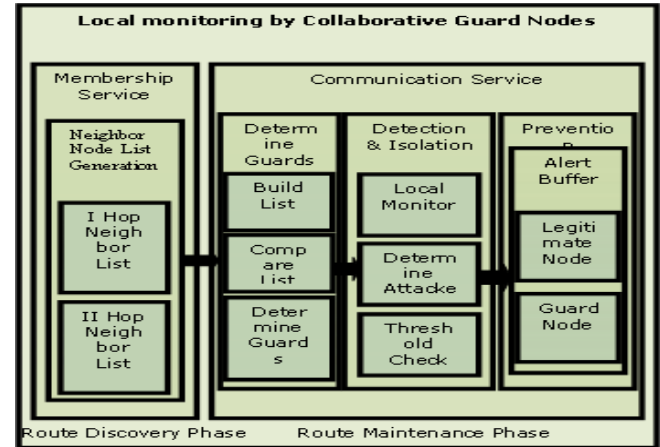 Local monitoring by Collaborative Guard Nodes
Membership
Service
Communication Service
Neighbor
Node List
Generation
I Hop
Neigh
bor
List
II Hop
Neigh
bor
List
Determ
ine
Guards
Build
List
Comp
are
List
Deter
mine
Guard
s
Detection
& Isolation
Local
Monitor
Determ
ine
Attacke
Thresh
old
Check
Preventio
n
Alert
Buffer
Legiti
mate
Node
Guard
Node
Route Discovery Phase
Route Maintenance Phase